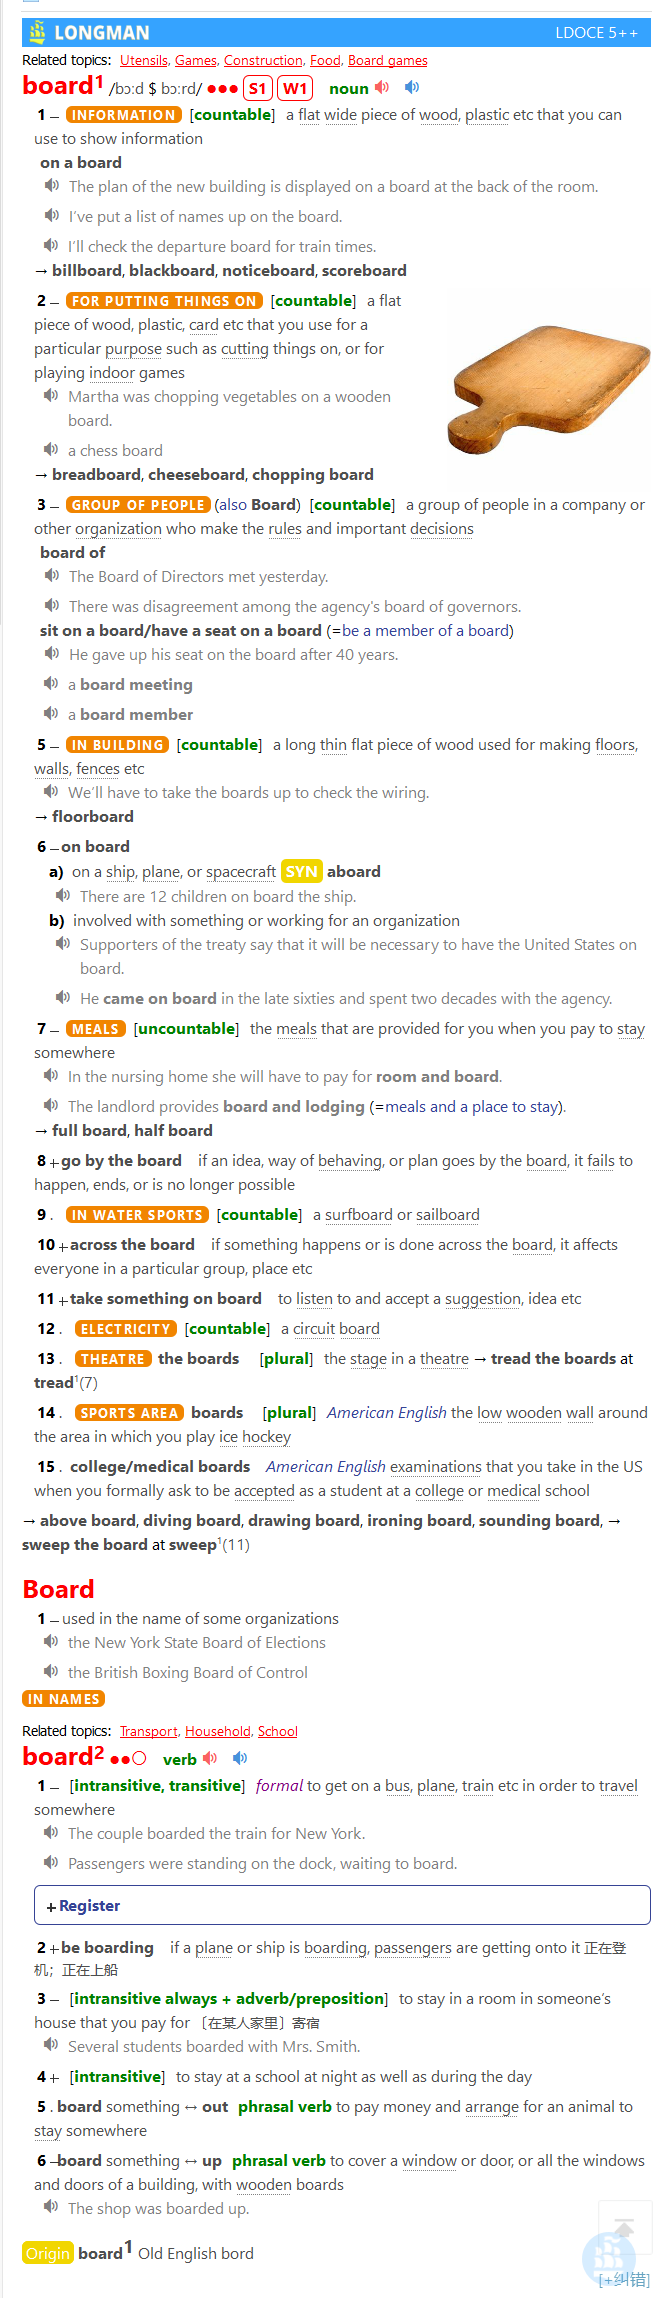 LONGMAN LDOCE 5++
Related topics: Utensils, Games, Construction, Food, Board games
board1 /bɔːd $ bɔːrd/ ●●● S1 W1 noun
1 – INFORMATION [countable] a flat wide piece of wood, plastic etc that you can
use to show information
on a board
The plan of the new building is displayed on a board at the back of the room.
I've put a list of names up on the board.
I'll check the departure board for train times.
→ billboard, blackboard, noticeboard, scoreboard
2 – FOR PUTTING THINGS ON [countable] a flat
piece of wood, plastic, card etc that you use for a
particular purpose such as cutting things on, or for
playing indoor games
Martha was chopping vegetables on a wooden
board.
a chess board
→ breadboard, cheeseboard, chopping board
3 – GROUP OF PEOPLE (also Board) [countable] a group of people in a company or
other organization who make the rules and important decisions
board of
The Board of Directors met yesterday.
There was disagreement among the agency's board of governors.
sit on a board/have a seat on a board (=be a member of a board)
He gave up his seat on the board after 40 years.
a board meeting
a board member
5 – IN BUILDING [countable] a long thin flat piece of wood used for making floors,
walls, fences etc
We'll have to take the boards up to check the wiring.
→ floorboard
6 – on board
a) on a ship, plane, or spacecraft SYN aboard
There are 12 children on board the ship.
b) involved with something or working for an organization
Supporters of the treaty say that it will be necessary to have the United States on
board.
He came on board in the late sixties and spent two decades with the agency.
7 – MEALS [uncountable] the meals that are provided for you when you pay to stay
somewhere
In the nursing home she will have to pay for room and board.
The landlord provides board and lodging (=meals and a place to stay).
→ full board, half board
8 + go by the board if an idea, way of behaving, or plan goes by the board, it fails to
happen, ends, or is no longer possible
9 . IN WATER SPORTS [countable] a surfboard or sailboard
10 + across the board if something happens or is done across the board, it affects
everyone in a particular group, place etc
11 + take something on board to listen to and accept a suggestion, idea etc
12 . ELECTRICITY [countable] a circuit board
13 . THEATRE the boards [plural] the stage in a theatre → tread the boards at
tread1(7)
14 . SPORTS AREA boards [plural] American English the low wooden wall around
the area in which you play ice hockey
15 . college/medical boards American English examinations that you take in the US
when you formally ask to be accepted as a student at a college or medical school
→ above board, diving board, drawing board, ironing board, sounding board, →
sweep the board at sweep1(11)
Board
1 – used in the name of some organizations
the New York State Board of Elections
the British Boxing Board of Control
IN NAMES
Related topics: Transport, Household, School
board2 ●●○ verb
1 – [intransitive, transitive] formal to get on a bus, plane, train etc in order to travel
somewhere
The couple boarded the train for New York.
Passengers were standing on the dock, waiting to board.
+ Register
2 + be boarding if a plane or ship is boarding, passengers are getting onto it 正在登
机；正在上船
3 – [intransitive always + adverb/preposition] to stay in a room in someone's
house that you pay for 〔在某人家里〕寄宿
Several students boarded with Mrs. Smith.
4 + [intransitive] to stay at a school at night as well as during the day
5 . board something ↔ out phrasal verb to pay money and arrange for an animal to
stay somewhere
6 – board something ↔ up phrasal verb to cover a window or door, or all the windows
and doors of a building, with wooden boards
The shop was boarded up.
Origin board1 Old English bord
[+纠错]